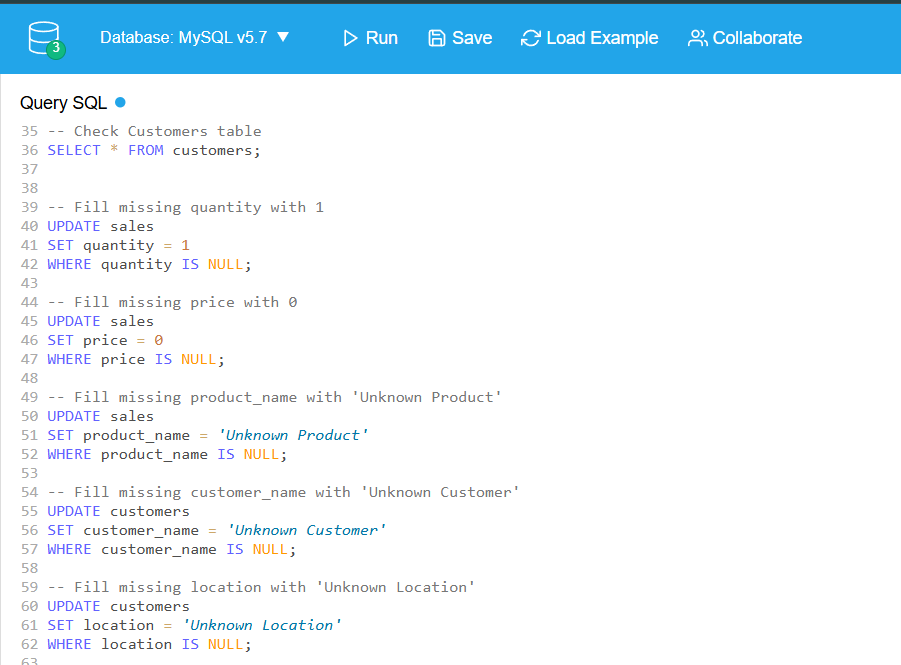 3
Database: MySQL v5.7 ▼ Run Save Load Example Collaborate
Query SQL
35 -- Check Customers table
36 SELECT * FROM customers;
37
38
39 -- Fill missing quantity with 1
40 UPDATE sales
41 SET quantity = 1
42 WHERE quantity IS NULL;
43
44 -- Fill missing price with 0
45 UPDATE sales
46 SET price = 0
47 WHERE price IS NULL;
48
49 -- Fill missing product_name with 'Unknown Product'
50 UPDATE sales
51 SET product_name = 'Unknown Product'
52 WHERE product_name IS NULL;
53
54 -- Fill missing customer_name with 'Unknown Customer'
55 UPDATE customers
56 SET customer_name = 'Unknown Customer'
57 WHERE customer_name IS NULL;
58
59 -- Fill missing location with 'Unknown Location'
60 UPDATE customers
61 SET location = 'Unknown Location'
62 WHERE location IS NULL;
63